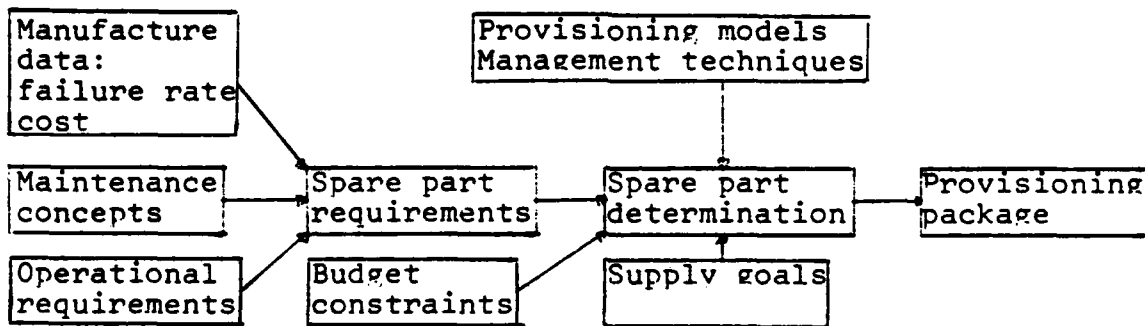 Manufacture
data:
failure rate
cost
Provisioning models
Management techniques
Maintenance
concepts
Spare part
requirements
Spare part
determination
Provisioning
package
Operational
requirements
Budget
constraints
Supply goals